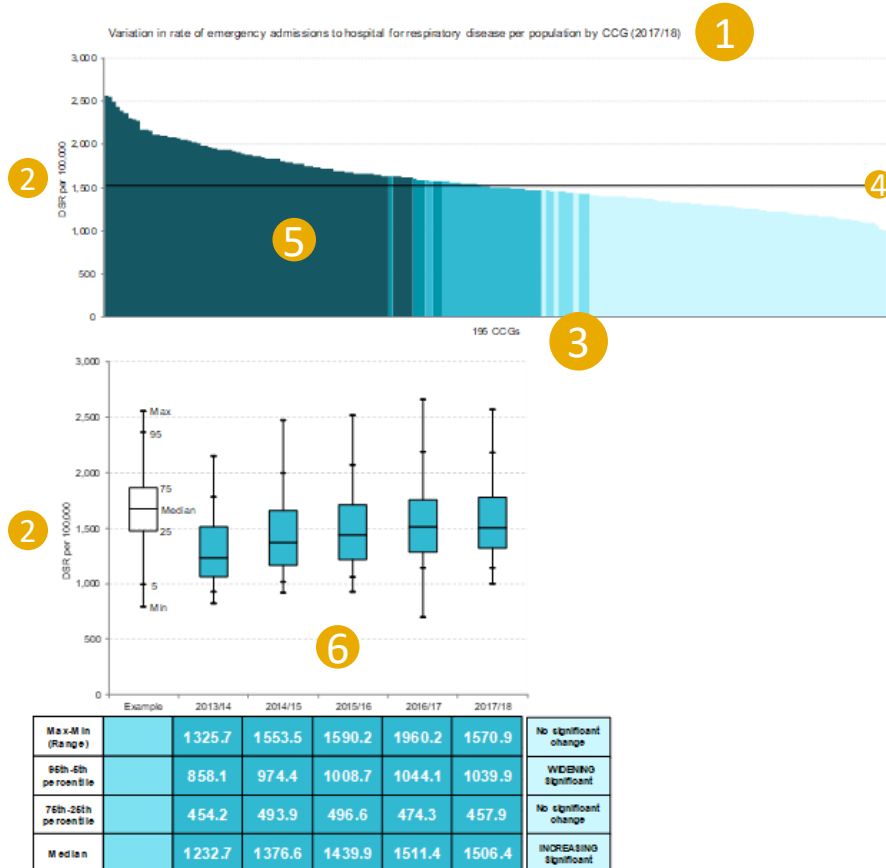 Variation in rate of emergency admissions to hospital for respiratory disease per population by CCG (2017/18)
1
3,000
2,500
2,000
1,500
1,000
500
0
DSR per 100,000
2
4
5
195 CCGs
3
3,000
2,500
2,000
1,500
1,000
500
0
DSR per 100,000
2
Max
95
75
Median
25
5
Min
6
Example 2013/14 2014/15 2015/16 2016/17 2017/18
Max-Min (Range) 1325.7 1553.5 1590.2 1960.2 1570.9 No significant change
95th-5th percentile 858.1 974.4 1008.7 1044.1 1039.9 WIDENING Significant
75th-25th percentile 454.2 493.9 496.6 474.3 457.9 No significant change
Median 1232.7 1376.6 1439.9 1511.4 1506.4 INCREASING Significant